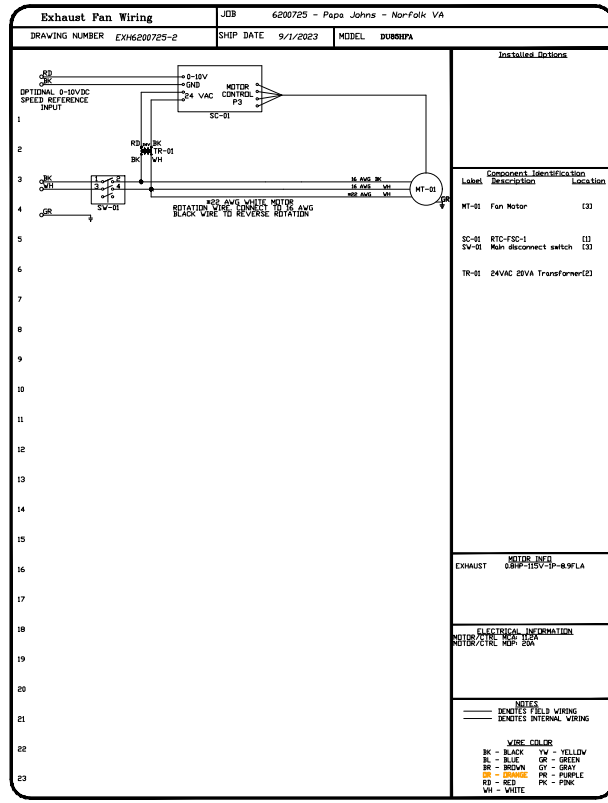 Exhaust Fan Wiring
JOB 6200725 - Papa Johns - Norfolk VA
DRAWING NUMBER EXH6200725-2
SHIP DATE 9/1/2023
MODEL DU85HFA
Installed Options
RD
BK
OPTIONAL 0-10VDC
SPEED REFERENCE
INPUT
0-10V
GND
24 VAC
MOTOR
CONTROL
P3
SC-01
1
RD BK
TR-01
BK WH
2
BK
WH
1 2
3 4
SW-01
3
16 AWG BK
16 AWG WH
*22 AWG WH
MT-01
GR
*22 AWG WHITE MOTOR
ROTATION WIRE. CONNECT TO 16 AWG
BLACK WIRE TO REVERSE ROTATION
GR
4
5
6
7
8
9
10
11
12
13
14
15
16
17
18
19
20
21
22
23
Component Identification
Label Description Location
MT-01 Fan Motor [3]
SC-01 RTC-FSC-1 [1]
SW-01 Main disconnect switch [3]
TR-01 24VAC 20VA Transformer[2]
MOTOR INFO
EXHAUST 0.8HP-115V-1P-8.9FLA
ELECTRICAL INFORMATION
MOTOR/CTRL MCA: 11.2A
MOTOR/CTRL MOP: 20A
NOTES
DENOTES FIELD WIRING
DENOTES INTERNAL WIRING
WIRE COLOR
BK - BLACK YW - YELLOW
BL - BLUE GR - GREEN
BR - BROWN GY - GRAY
OR - ORANGE PR - PURPLE
RD - RED PK - PINK
WH - WHITE